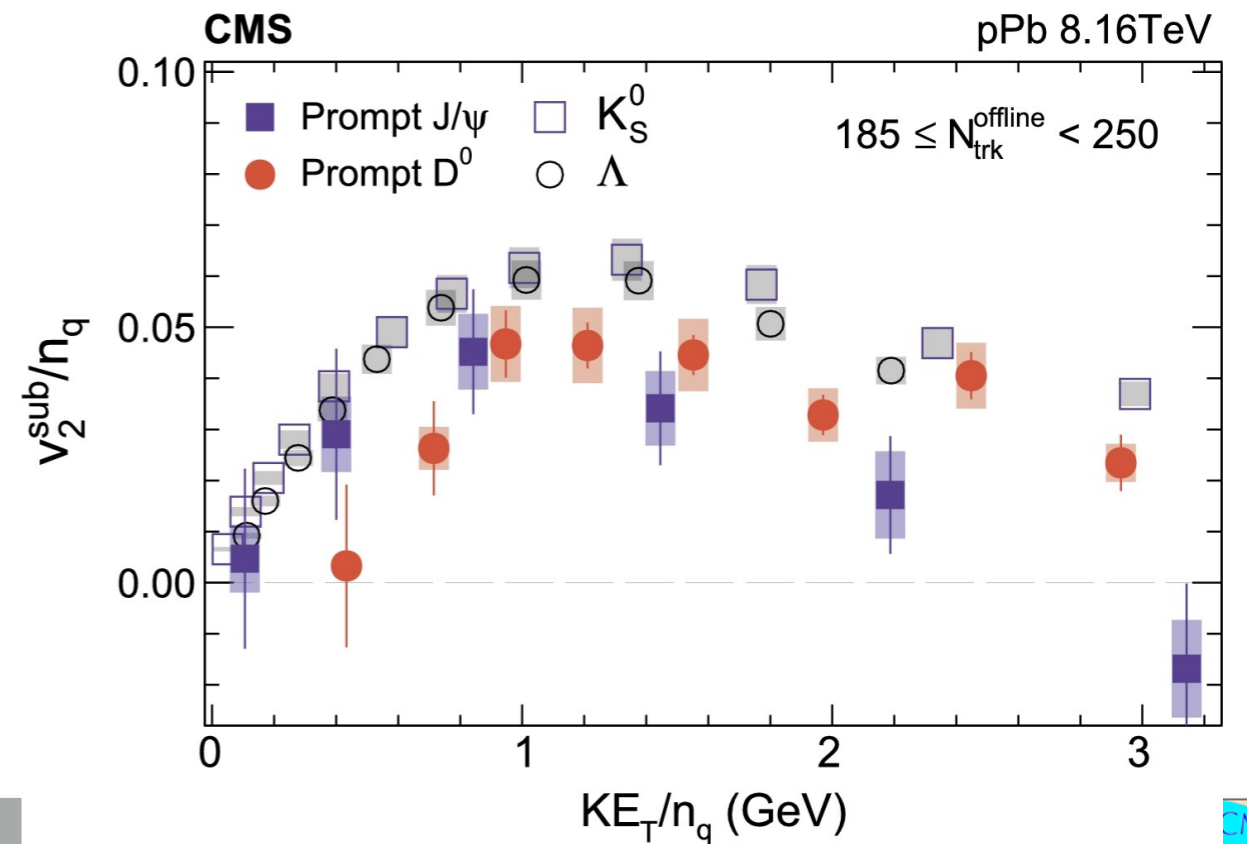 CMS pPb 8.16TeV
Prompt J/ψ K⁰_S
Prompt D⁰ Λ
185 ≤ N^offline_trk < 250
v₂^sub/n_q
0.10
0.05
0.00
0 1 2 3
KE_T/n_q (GeV)